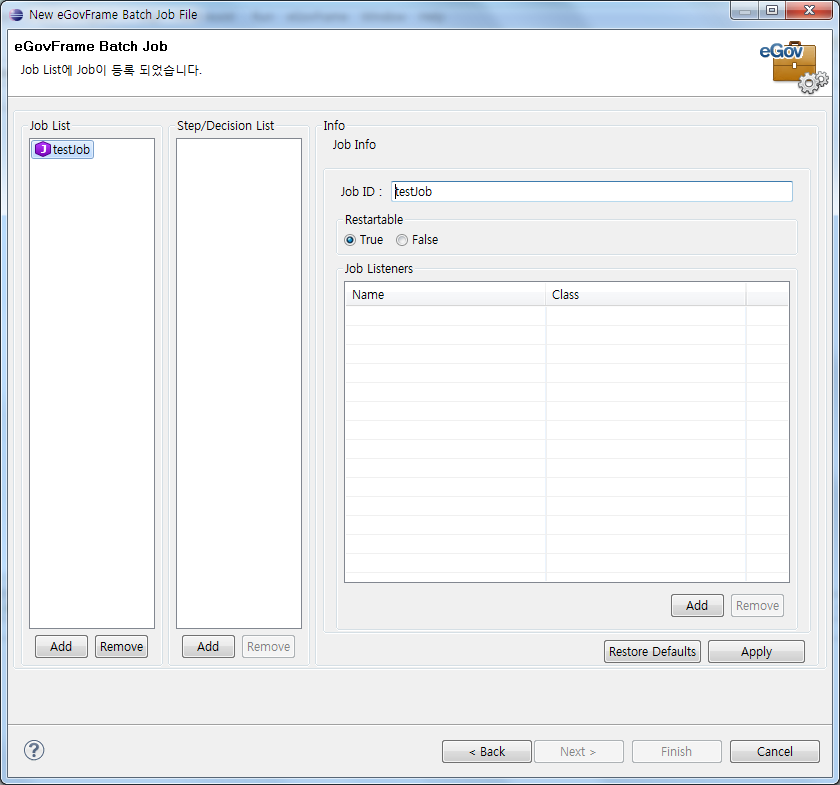 New eGovFrame Batch Job File
eGovFrame Batch Job
Job List에 Job이 등록 되었습니다.
eGov
Job List
Step/Decision List
Info
J testJob
Job Info
Job ID : testJob
Restartable
True False
Job Listeners
Name Class
Add Remove
Add Remove Add Remove
Restore Defaults Apply
? < Back Next > Finish Cancel